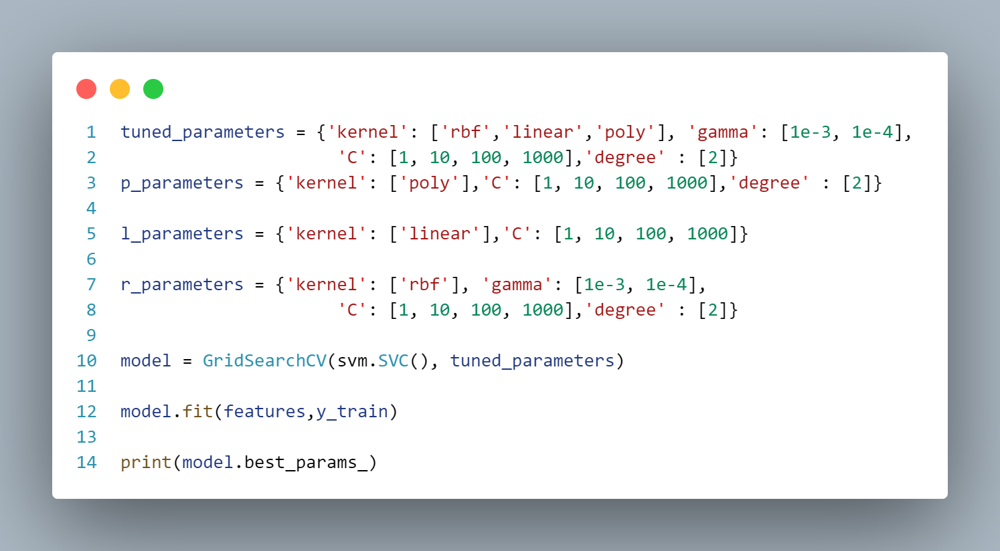 1 tuned_parameters = {'kernel': ['rbf','linear','poly'], 'gamma': [1e-3, 1e-4],
2                      'C': [1, 10, 100, 1000],'degree' : [2]}
3 p_parameters = {'kernel': ['poly'],'C': [1, 10, 100, 1000],'degree' : [2]}
4
5 l_parameters = {'kernel': ['linear'],'C': [1, 10, 100, 1000]}
6
7 r_parameters = {'kernel': ['rbf'], 'gamma': [1e-3, 1e-4],
8                      'C': [1, 10, 100, 1000],'degree' : [2]}
9
10 model = GridSearchCV(svm.SVC(), tuned_parameters)
11
12 model.fit(features,y_train)
13
14 print(model.best_params_)